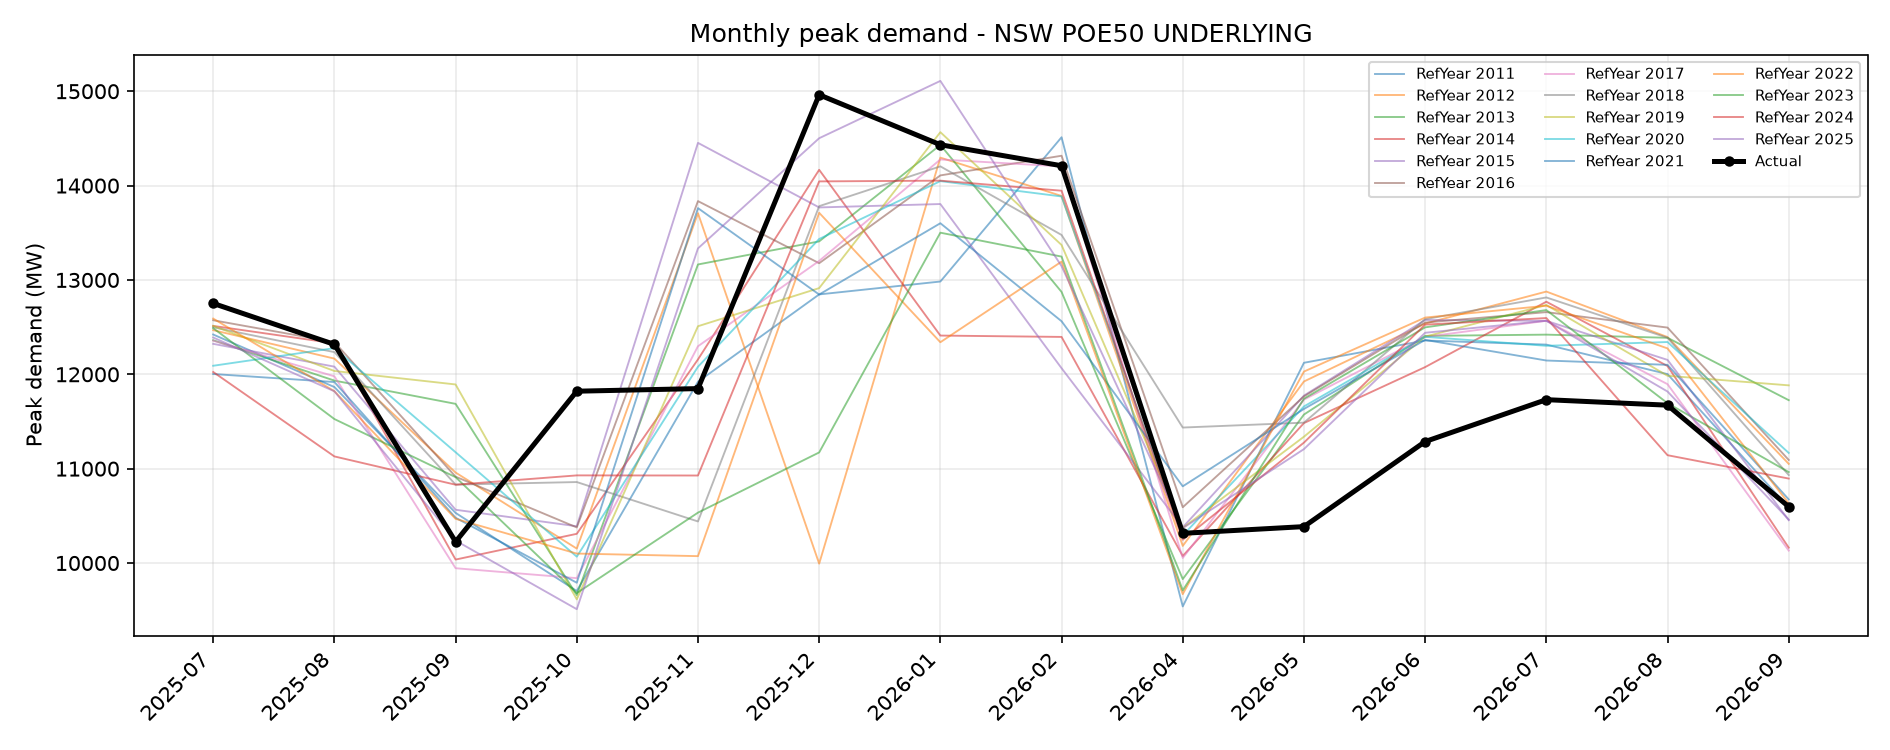 Monthly peak demand - NSW POE50 UNDERLYING
Peak demand (MW)
15000
14000
13000
12000
11000
10000
RefYear 2011
RefYear 2012
RefYear 2013
RefYear 2014
RefYear 2015
RefYear 2016
RefYear 2017
RefYear 2018
RefYear 2019
RefYear 2020
RefYear 2021
RefYear 2022
RefYear 2023
RefYear 2024
RefYear 2025
Actual
2025-07
2025-08
2025-09
2025-10
2025-11
2025-12
2026-01
2026-02
2026-04
2026-05
2026-06
2026-07
2026-08
2026-09